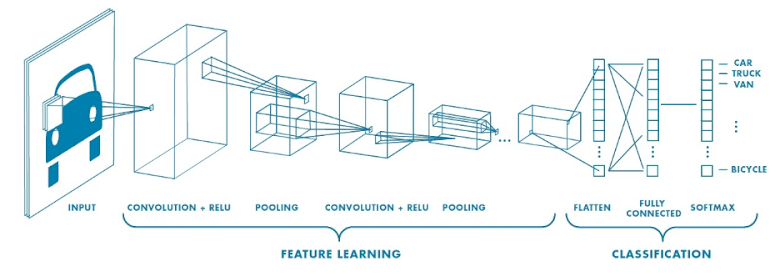 CAR
TRUCK
VAN
BICYCLE
INPUT
CONVOLUTION + RELU
POOLING
CONVOLUTION + RELU
POOLING
FLATTEN
FULLY
CONNECTED
SOFTMAX
FEATURE LEARNING
CLASSIFICATION